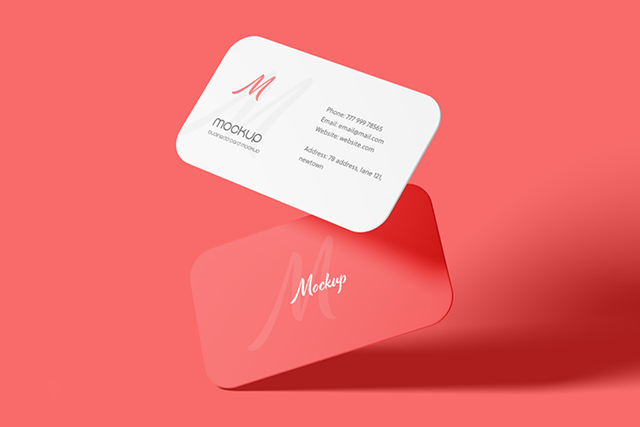 M
mockup
business card mockup
Phone: 777 999 78565
Email: email@mail.com
Website: website.com
Address: 78 address, lane 121,
newtown
M
Mockup